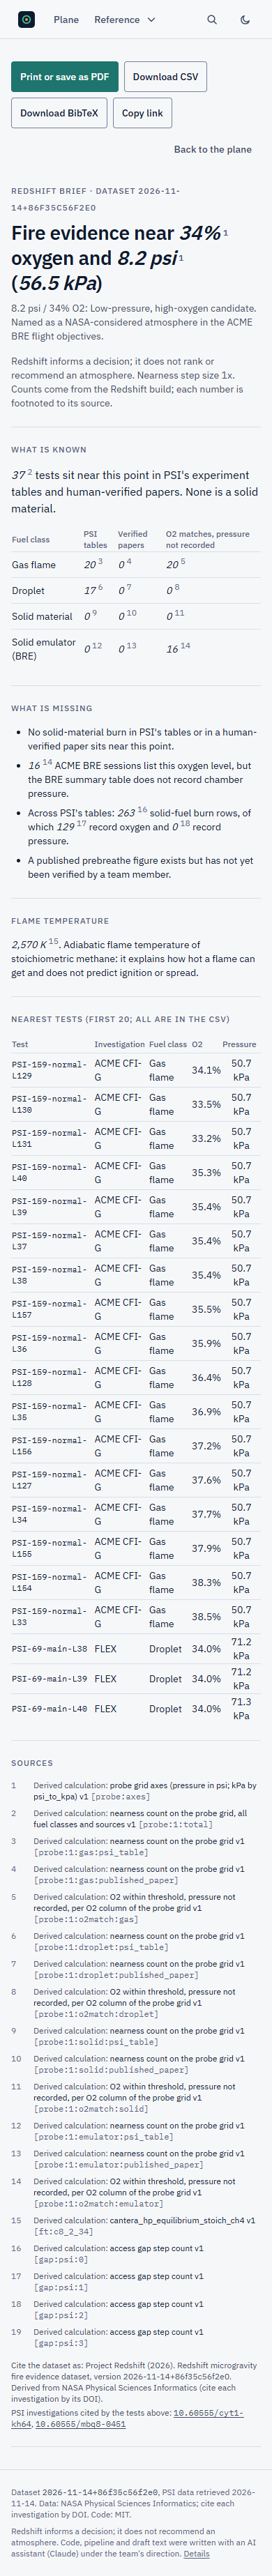 Plane
Reference
Print or save as PDF
Download CSV
Download BibTeX
Copy link
Back to the plane
REDSHIFT BRIEF · DATASET 2026-11-
14+86F35C56F2E0
Fire evidence near 34% 1
oxygen and 8.2 psi 1
(56.5 kPa)
8.2 psi / 34% O2: Low-pressure, high-oxygen candidate.
Named as a NASA-considered atmosphere in the ACME
BRE flight objectives.
Redshift informs a decision; it does not rank or
recommend an atmosphere. Nearness step size 1x.
Counts come from the Redshift build; each number is
footnoted to its source.
WHAT IS KNOWN
37 2 tests sit near this point in PSI's experiment
tables and human-verified papers. None is a solid
material.
Fuel class PSI tables Verified papers O2 matches, pressure not recorded
Gas flame 20 3 0 4 20 5
Droplet 17 6 0 7 0 8
Solid material 0 9 0 10 0 11
Solid emulator (BRE) 0 12 0 13 16 14
WHAT IS MISSING
• No solid-material burn in PSI's tables or in a human-
verified paper sits near this point.
• 16 14 ACME BRE sessions list this oxygen level, but
the BRE summary table does not record chamber
pressure.
• Across PSI's tables: 263 16 solid-fuel burn rows, of
which 129 17 record oxygen and 0 18 record
pressure.
• A published prebreathe figure exists but has not yet
been verified by a team member.
FLAME TEMPERATURE
2,570 K 15. Adiabatic flame temperature of
stoichiometric methane: it explains how hot a flame can
get and does not predict ignition or spread.
NEAREST TESTS (FIRST 20; ALL ARE IN THE CSV)
Test Investigation Fuel class O2 Pressure
PSI-159-normal-L129 ACME CFI-G Gas flame 34.1% 50.7 kPa
PSI-159-normal-L130 ACME CFI-G Gas flame 33.5% 50.7 kPa
PSI-159-normal-L131 ACME CFI-G Gas flame 33.2% 50.7 kPa
PSI-159-normal-L40 ACME CFI-G Gas flame 35.3% 50.7 kPa
PSI-159-normal-L39 ACME CFI-G Gas flame 35.4% 50.7 kPa
PSI-159-normal-L37 ACME CFI-G Gas flame 35.4% 50.7 kPa
PSI-159-normal-L38 ACME CFI-G Gas flame 35.4% 50.7 kPa
PSI-159-normal-L157 ACME CFI-G Gas flame 35.5% 50.7 kPa
PSI-159-normal-L36 ACME CFI-G Gas flame 35.9% 50.7 kPa
PSI-159-normal-L128 ACME CFI-G Gas flame 36.4% 50.7 kPa
PSI-159-normal-L35 ACME CFI-G Gas flame 36.9% 50.7 kPa
PSI-159-normal-L156 ACME CFI-G Gas flame 37.2% 50.7 kPa
PSI-159-normal-L127 ACME CFI-G Gas flame 37.6% 50.7 kPa
PSI-159-normal-L34 ACME CFI-G Gas flame 37.7% 50.7 kPa
PSI-159-normal-L155 ACME CFI-G Gas flame 37.9% 50.7 kPa
PSI-159-normal-L154 ACME CFI-G Gas flame 38.3% 50.7 kPa
PSI-159-normal-L33 ACME CFI-G Gas flame 38.5% 50.7 kPa
PSI-69-main-L38 FLEX Droplet 34.0% 71.2 kPa
PSI-69-main-L39 FLEX Droplet 34.0% 71.2 kPa
PSI-69-main-L40 FLEX Droplet 34.0% 71.3 kPa
SOURCES
1 Derived calculation: probe grid axes (pressure in psi; kPa by
psi_to_kpa) v1 [probe:axes]
2 Derived calculation: nearness count on the probe grid, all
fuel classes and sources v1 [probe:1:total]
3 Derived calculation: nearness count on the probe grid v1
[probe:1:gas:psi_table]
4 Derived calculation: nearness count on the probe grid v1
[probe:1:gas:published_paper]
5 Derived calculation: O2 within threshold, pressure not
recorded, per O2 column of the probe grid v1
[probe:1:o2match:gas]
6 Derived calculation: nearness count on the probe grid v1
[probe:1:droplet:psi_table]
7 Derived calculation: nearness count on the probe grid v1
[probe:1:droplet:published_paper]
8 Derived calculation: O2 within threshold, pressure not
recorded, per O2 column of the probe grid v1
[probe:1:o2match:droplet]
9 Derived calculation: nearness count on the probe grid v1
[probe:1:solid:psi_table]
10 Derived calculation: nearness count on the probe grid v1
[probe:1:solid:published_paper]
11 Derived calculation: O2 within threshold, pressure not
recorded, per O2 column of the probe grid v1
[probe:1:o2match:solid]
12 Derived calculation: nearness count on the probe grid v1
[probe:1:emulator:psi_table]
13 Derived calculation: nearness count on the probe grid v1
[probe:1:emulator:published_paper]
14 Derived calculation: O2 within threshold, pressure not
recorded, per O2 column of the probe grid v1
[probe:1:o2match:emulator]
15 Derived calculation: cantera_hp_equilibrium_stoich_ch4 v1
[ft:c8_2_34]
16 Derived calculation: access gap step count v1
[gap:psi:0]
17 Derived calculation: access gap step count v1
[gap:psi:1]
18 Derived calculation: access gap step count v1
[gap:psi:2]
19 Derived calculation: access gap step count v1
[gap:psi:3]
Cite the dataset as: Project Redshift (2026). Redshift microgravity
fire evidence dataset, version 2026-11-14+86f35c56f2e0.
Derived from NASA Physical Sciences Informatics (cite each
investigation by its DOI).
PSI investigations cited by the tests above: 10.60555/cyt1-
kh64, 10.60555/mbq8-0451
Dataset 2026-11-14+86f35c56f2e0, PSI data retrieved 2026-
11-14. Data: NASA Physical Sciences Informatics; cite each
investigation by DOI. Code: MIT.
Redshift informs a decision; it does not recommend an
atmosphere. Code, pipeline and draft text were written with an AI
assistant (Claude) under the team's direction. Details